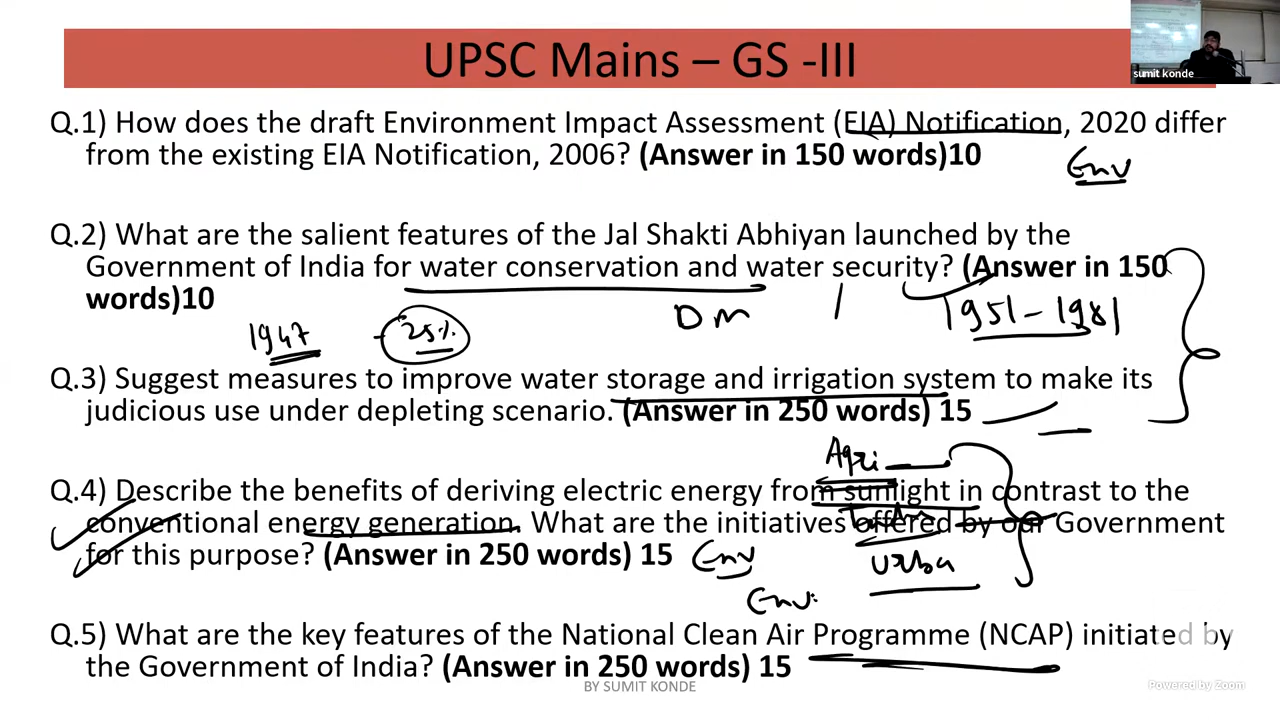 UPSC Mains – GS -III
sumit konde
Q.1) How does the draft Environment Impact Assessment (EIA) Notification, 2020 differ
from the existing EIA Notification, 2006? (Answer in 150 words)10
Env
Q.2) What are the salient features of the Jal Shakti Abhiyan launched by the
Government of India for water conservation and water security? (Answer in 150
words)10
DM
1951 - 1981
1947 - 25%
Q.3) Suggest measures to improve water storage and irrigation system to make its
judicious use under depleting scenario. (Answer in 250 words) 15
Agri
Q.4) Describe the benefits of deriving electric energy from sunlight in contrast to the
conventional energy generation. What are the initiatives offered by our Government
for this purpose? (Answer in 250 words) 15
Env
Urba
Env
Q.5) What are the key features of the National Clean Air Programme (NCAP) initiated by
the Government of India? (Answer in 250 words) 15
BY SUMIT KONDE
Powered by Zoom